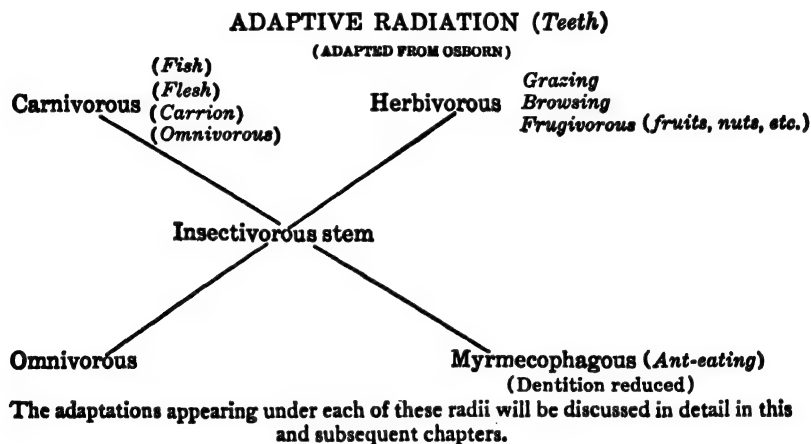 ADAPTIVE RADIATION (Teeth)
(ADAPTED FROM OSBORN)
Carnivorous
(Fish)
(Flesh)
(Carrion)
(Omnivorous)
Herbivorous
Grazing
Browsing
Frugivorous (fruits, nuts, etc.)
Insectivorous stem
Omnivorous
Myrmecophagous (Ant-eating)
(Dentition reduced)
The adaptations appearing under each of these radii will be discussed in detail in this
and subsequent chapters.